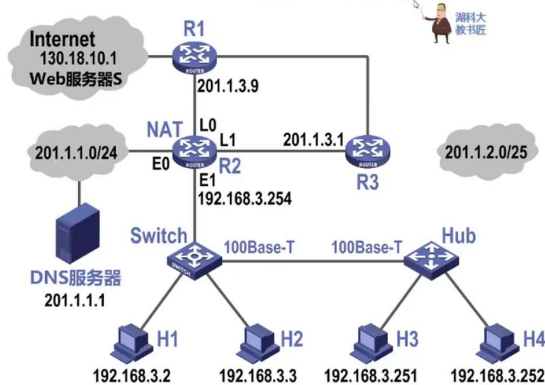 湖科大
教书匠
Internet
130.18.10.1
Web服务器S
R1
ROUTER
201.1.3.9
NAT
L0
L1
201.1.3.1
201.1.1.0/24
E0
ROUTER
R2
ROUTER
R3
201.1.2.0/25
E1
192.168.3.254
Switch
100Base-T
100Base-T
Hub
SWITCH
DNS服务器
201.1.1.1
H1
H2
H3
H4
192.168.3.2
192.168.3.3
192.168.3.251
192.168.3.252